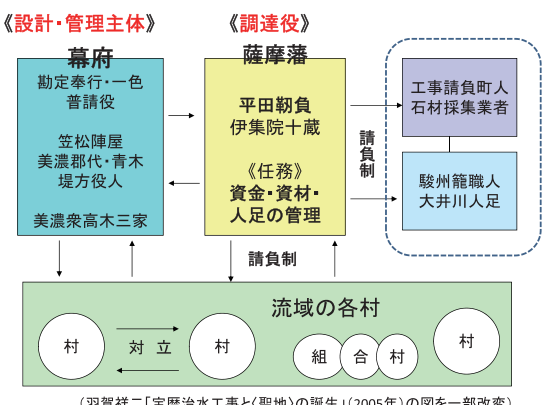 《設計・管理主体》
《調達役》
幕府
勘定奉行・一色
普請役
笠松陣屋
美濃郡代・青木
堤方役人
美濃衆高木三家
薩摩藩
平田靭負
伊集院十蔵
《任務》
資金・資材・
人足の管理
請負制
工事請負町人
石材採集業者
駿州籠職人
大井川人足
請負制
流域の各村
村
対 立
村
組
合
村
村
(羽賀祥二「宝暦治水工事と〈聖地〉の誕生」(2005年)の図を一部改変)